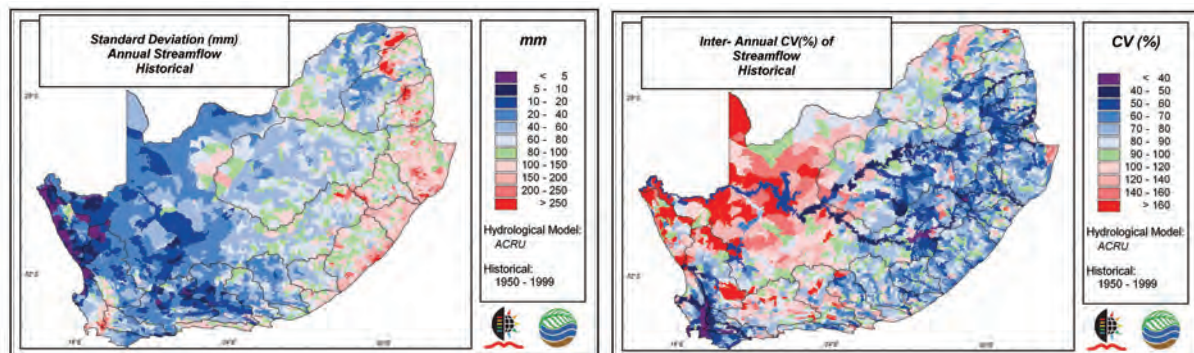 Standard Deviation (mm)
Annual Streamflow
Historical
mm
< 5
5 - 10
10 - 20
20 - 40
40 - 60
60 - 80
80 - 100
100 - 150
150 - 200
200 - 250
> 250
Hydrological Model:
ACRU
Historical:
1950 - 1999
Inter- Annual CV(%) of
Streamflow
Historical
CV (%)
< 40
40 - 50
50 - 60
60 - 70
70 - 80
80 - 90
90 - 100
100 - 120
120 - 140
140 - 160
> 160
Hydrological Model:
ACRU
Historical:
1950 - 1999